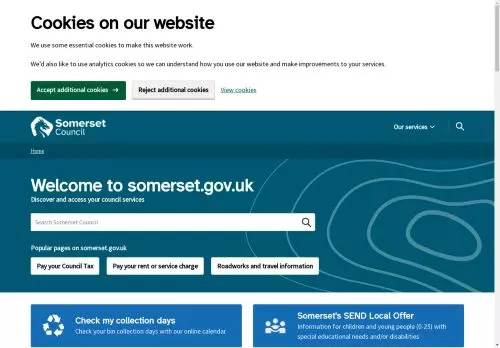 Cookies on our website
We use some essential cookies to make this website work.
We'd also like to use analytics cookies so we can understand how you use our website and make improvements to your services.
Accept additional cookies
Reject additional cookies
View cookies
Somerset
Council
Our services
Home
Welcome to somerset.gov.uk
Discover and access your council services
Search Somerset Council
Popular pages on somerset.gov.uk
Pay your Council Tax
Pay your rent or service charge
Roadworks and travel information
Check my collection days
Check your bin collection days with our online calendar
Somerset's SEND Local Offer
Information for children and young people (0-25) with
special educational needs and/or disabilities